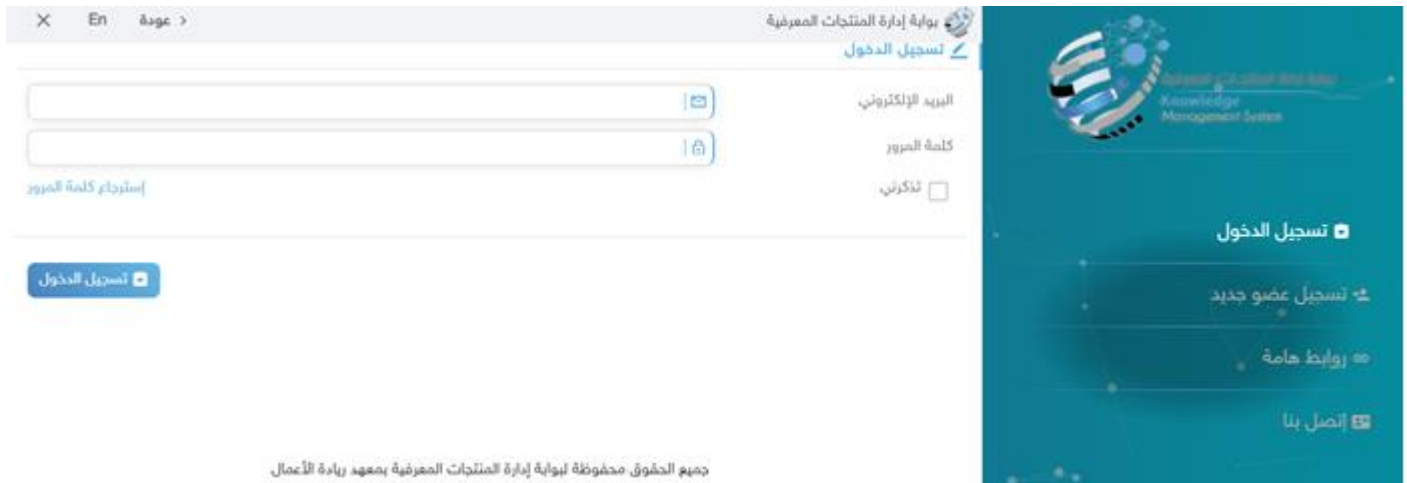 بوابة إدارة المنتجات المعرفية
< عودة
En
تسجيل الدخول
البريد الإلكتروني
كلمة المرور
تذكرني
إسترجاع كلمة المرور
تسجيل الدخول
جميع الحقوق محفوظة لبوابة إدارة المنتجات المعرفية بمعهد ريادة الأعمال
Knowledge
Management System
تسجيل الدخول
تسجيل عضو جديد
روابط هامة
إتصل بنا